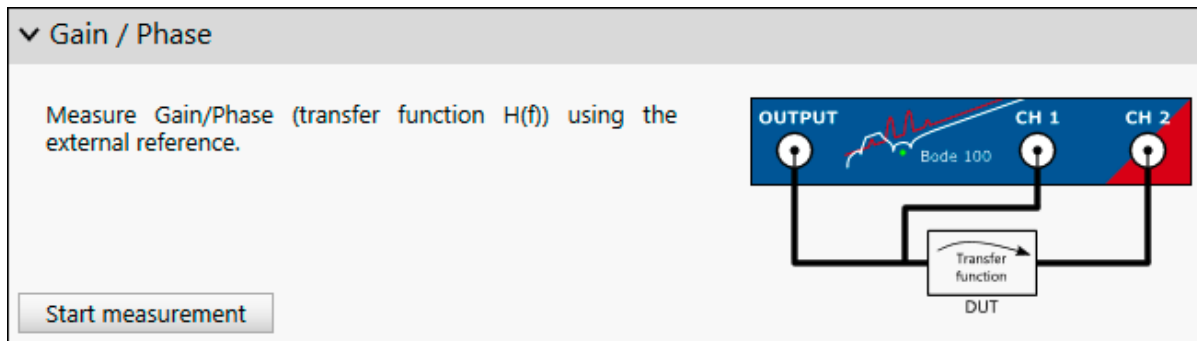 Gain / Phase
Measure Gain/Phase (transfer function H(f)) using the
external reference.
OUTPUT
CH 1
CH 2
Bode 100
Transfer
function
DUT
Start measurement